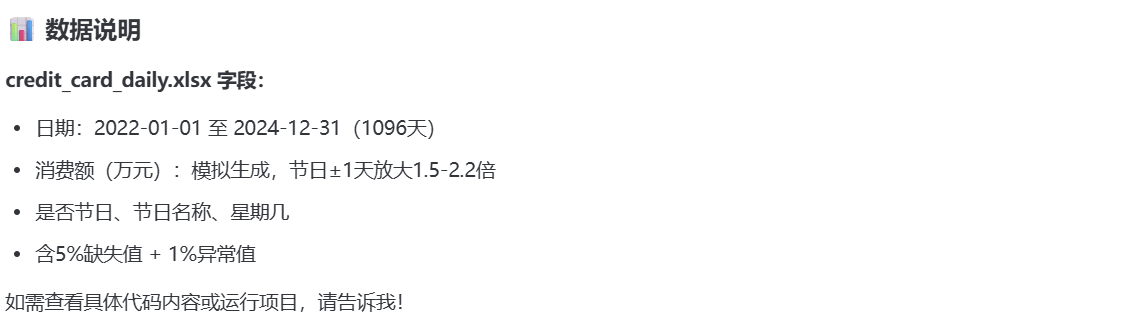 数据说明
credit_card_daily.xlsx 字段：
• 日期：2022-01-01 至 2024-12-31（1096天）
• 消费额（万元）：模拟生成，节日±1天放大1.5-2.2倍
• 是否节日、节日名称、星期几
• 含5%缺失值 + 1%异常值
如需查看具体代码内容或运行项目，请告诉我！